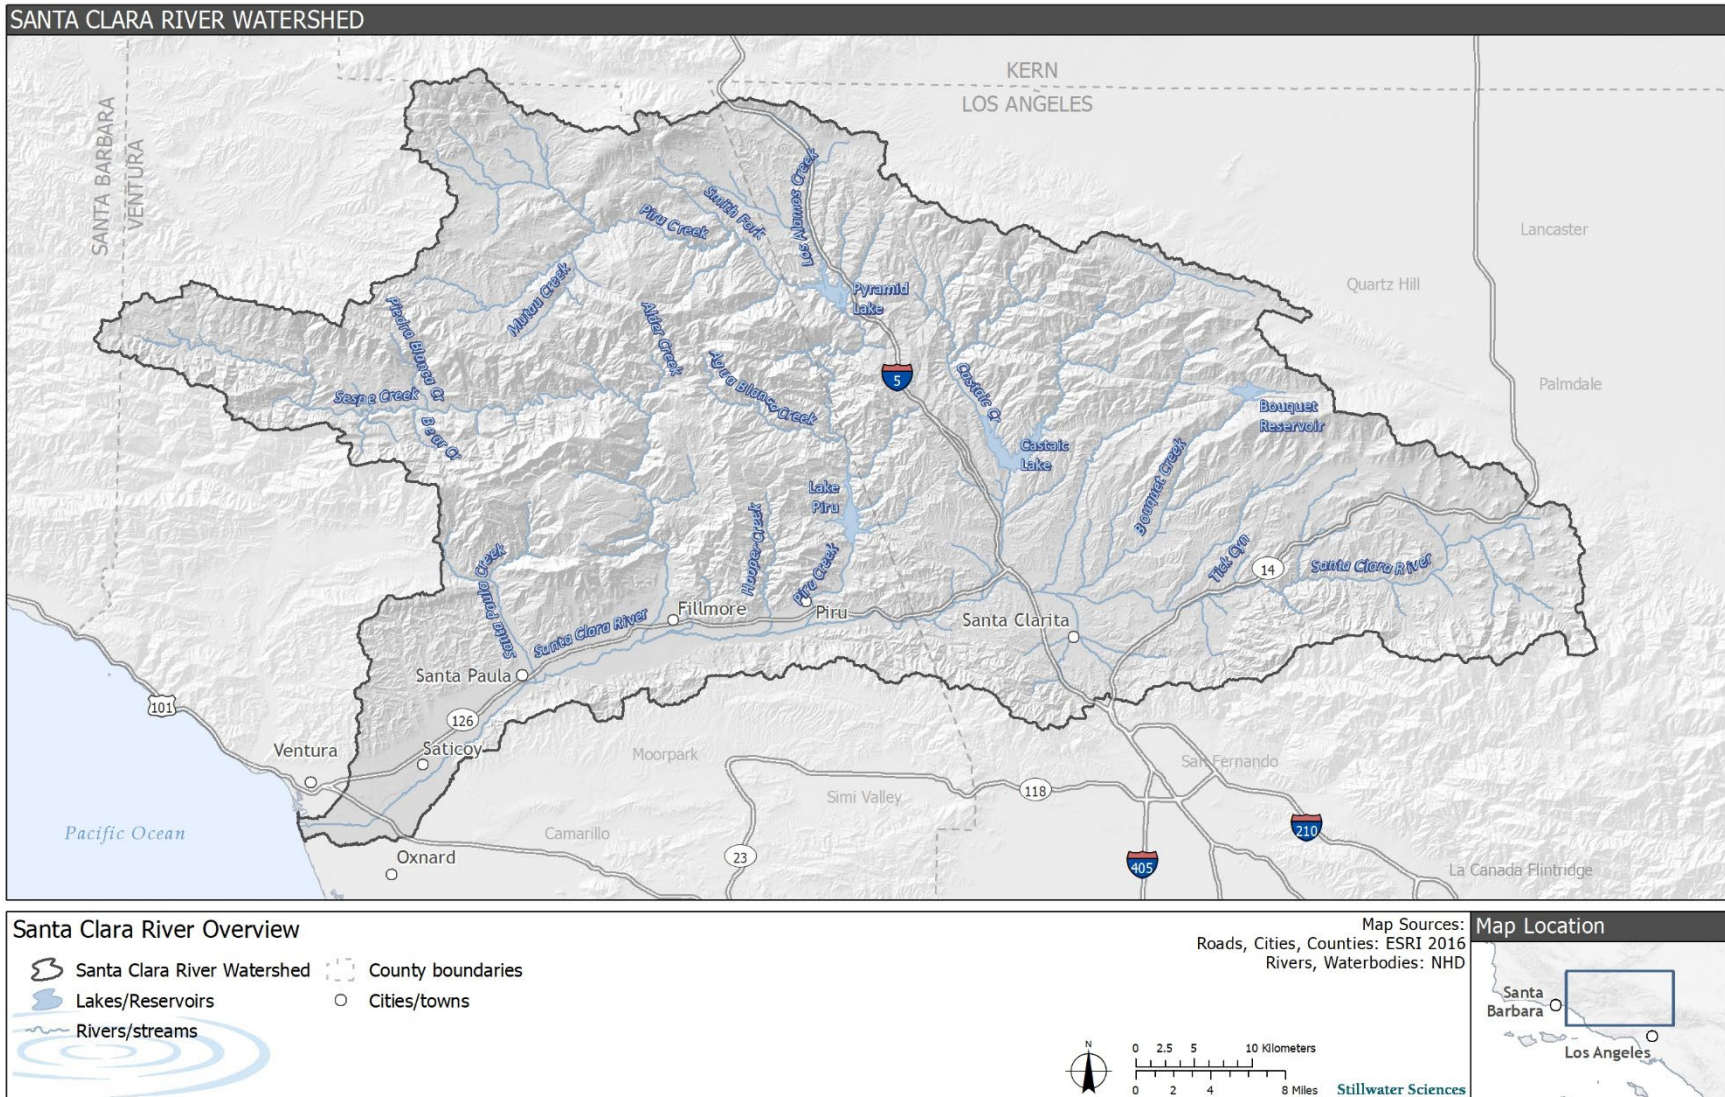 SANTA CLARA RIVER WATERSHED
KERN
LOS ANGELES
SANTA BARBARA
VENTURA
Lancaster
Quartz Hill
Palmdale
Los Alamos Creek
Smith Fork
Piru Creek
Mutau Creek
Pyramid
Lake
Piedra Blanca Cr
Alder Creek
Agua Blanca Creek
5
Castaic Cr
Sespe Creek
Bear Cr
Bouquet
Reservoir
Castaic
Lake
Bouquet Creek
Lake
Piru
Hopper Creek
Piru Creek
Santa Paula Creek
Tick Cyn
14
Santa Clara River
Santa Clara River
Fillmore
Piru
Santa Clarita
Santa Paula
101
126
Saticoy
Ventura
Moorpark
San Fernando
Simi Valley
118
Pacific Ocean
Camarillo
Oxnard
23
405
210
La Canada Flintridge
Santa Clara River Overview
Santa Clara River Watershed
County boundaries
Lakes/Reservoirs
Cities/towns
Rivers/streams
Map Sources:
Roads, Cities, Counties: ESRI 2016
Rivers, Waterbodies: NHD
N
0 2.5 5 10 Kilometers
0 2 4 8 Miles
Stillwater Sciences
Map Location
Santa
Barbara
Los Angeles